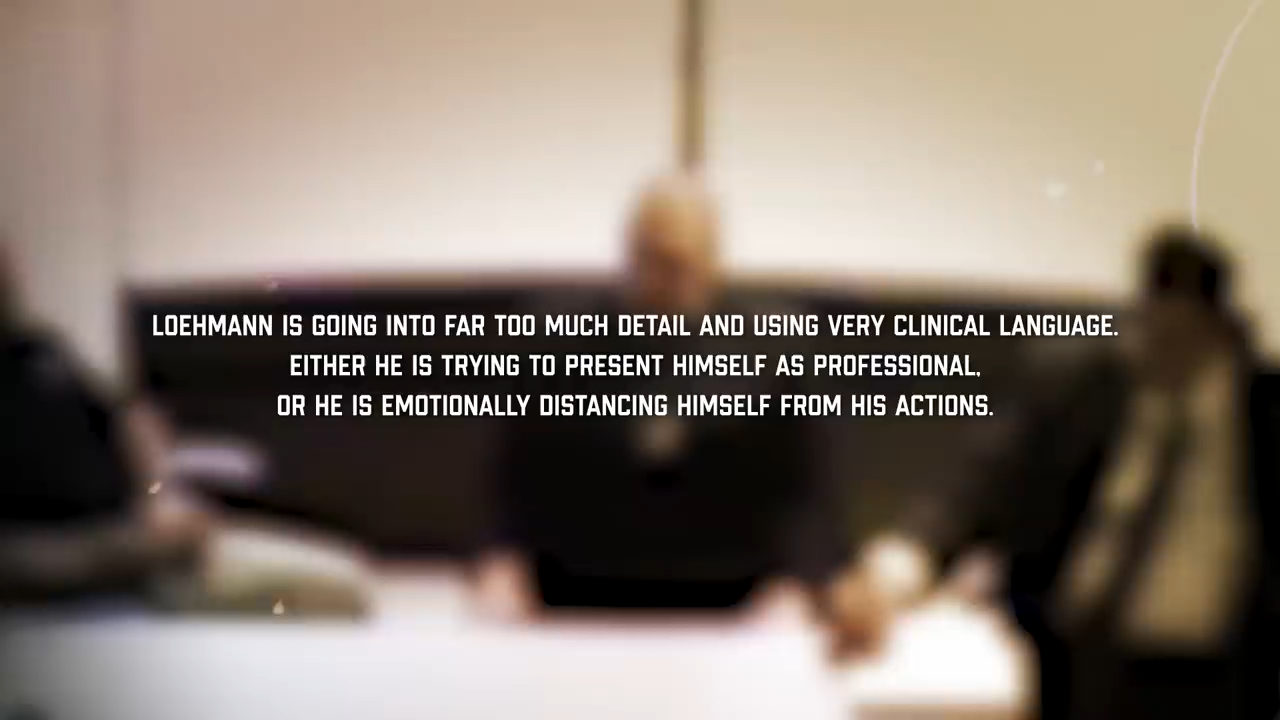 LOEHMANN IS GOING INTO FAR TOO MUCH DETAIL AND USING VERY CLINICAL LANGUAGE.
EITHER HE IS TRYING TO PRESENT HIMSELF AS PROFESSIONAL,
OR HE IS EMOTIONALLY DISTANCING HIMSELF FROM HIS ACTIONS.